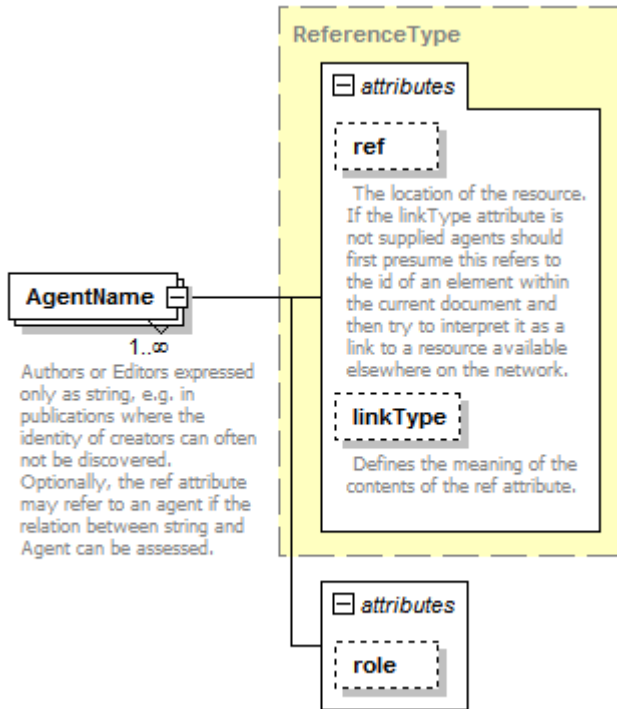 ReferenceType
attributes
ref
The location of the resource.
If the linkType attribute is
not supplied agents should
first presume this refers to
the id of an element within
the current document and
then try to interpret it as a
link to a resource available
elsewhere on the network.
linkType
Defines the meaning of the
contents of the ref attribute.
AgentName
1..∞
Authors or Editors expressed
only as string, e.g. in
publications where the
identity of creators can often
not be discovered.
Optionally, the ref attribute
may refer to an agent if the
relation between string and
Agent can be assessed.
attributes
role